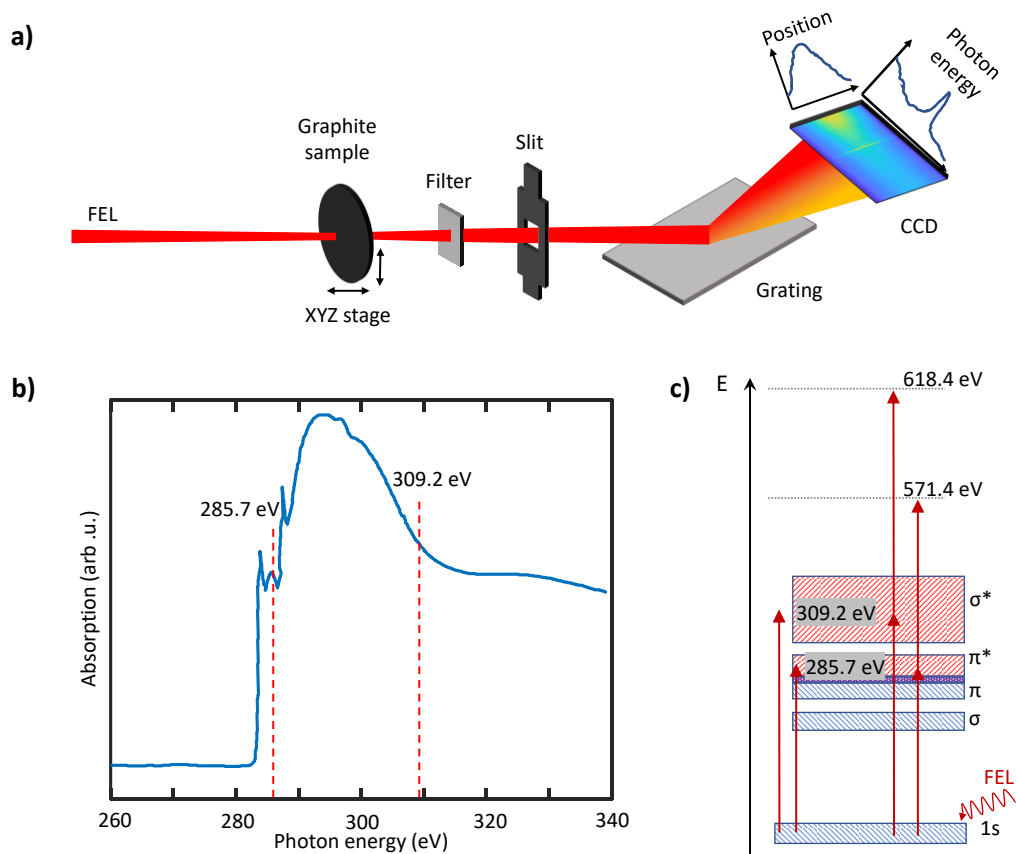 a)
Position
Photon
energy
Graphite
sample
Slit
Filter
FEL
CCD
Grating
XYZ stage
b)
309.2 eV
285.7 eV
Absorption (arb .u.)
260
280
300
320
340
Photon energy (eV)
c)
E
618.4 eV
571.4 eV
σ*
309.2 eV
π*
285.7 eV
π
σ
FEL
1s